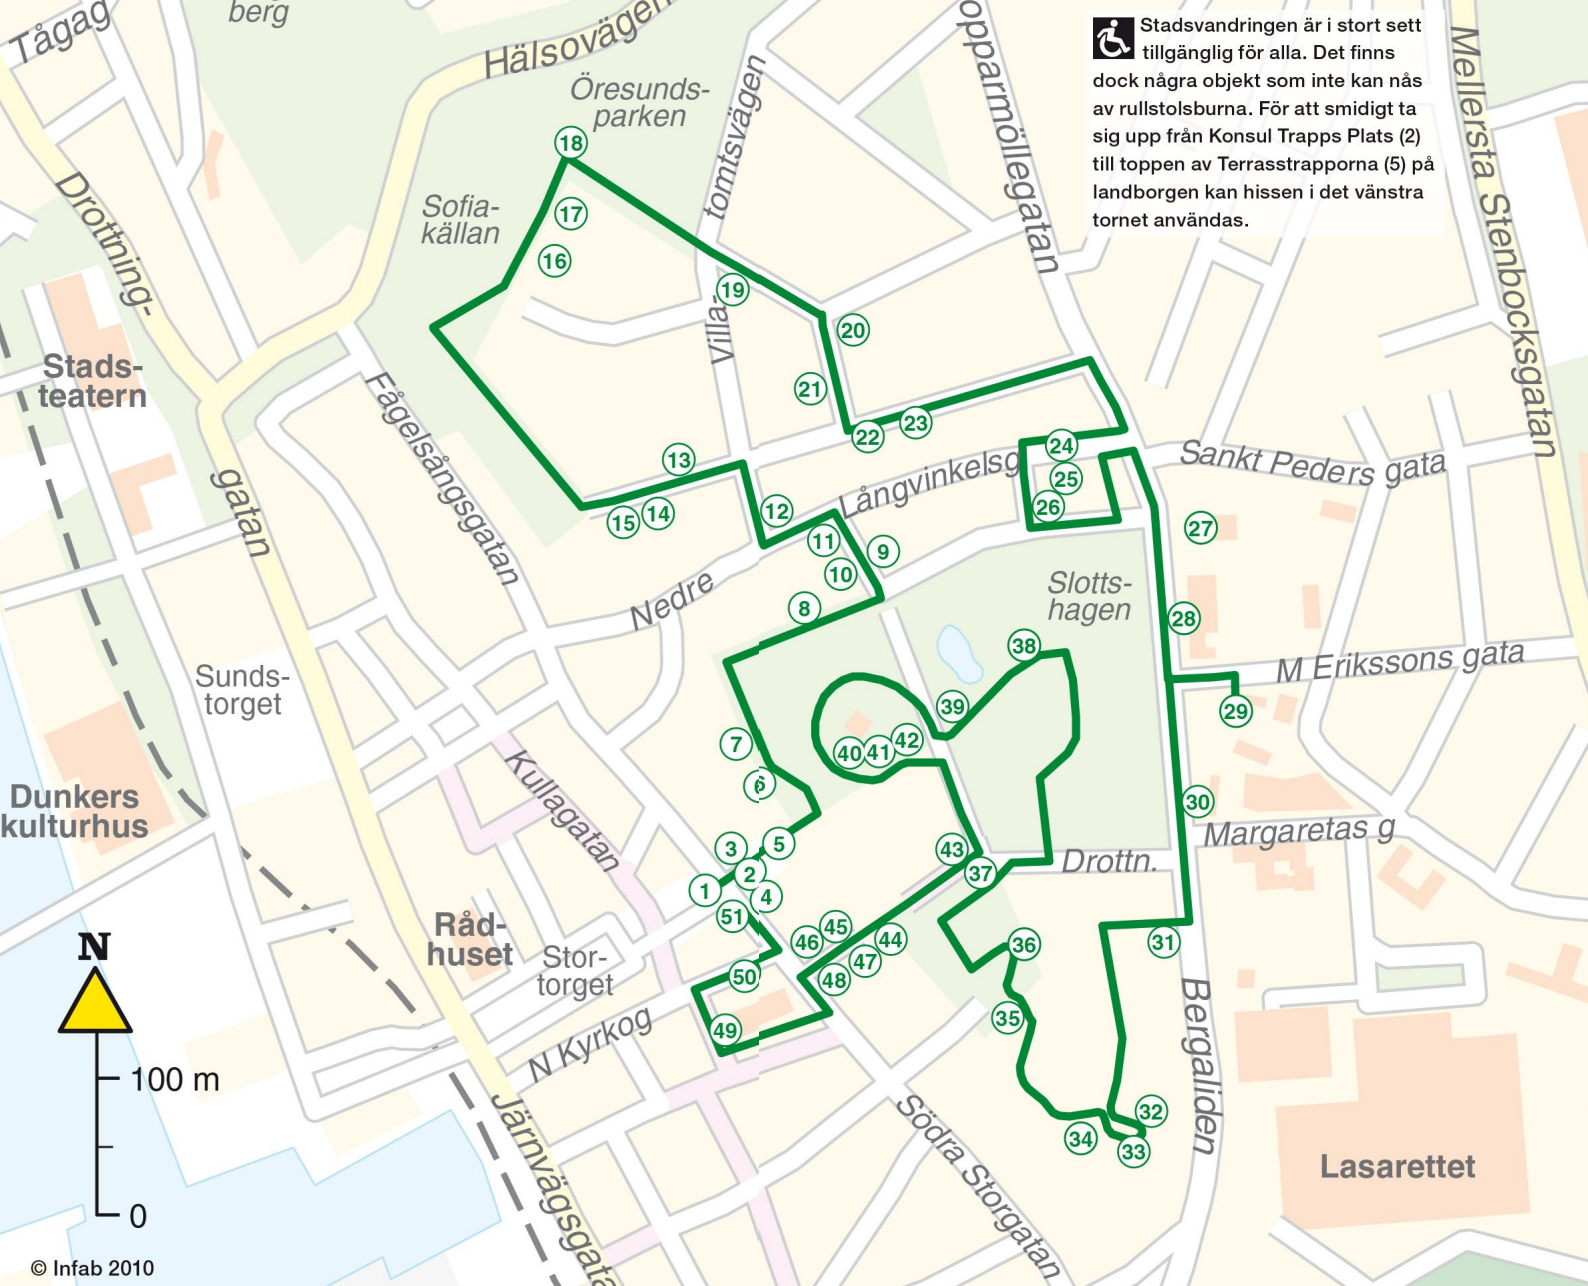 berg
Tågag
Hälsovägen
Öresunds-
parken
tomtsvägen
opparmöllegatan
Mellersta Stenbocksgatan
Stadsvandringen är i stort sett
tillgänglig för alla. Det finns
dock några objekt som inte kan nås
av rullstolsburna. För att smidigt ta
sig upp från Konsul Trapps Plats (2)
till toppen av Terrasstrapporna (5) på
landborgen kan hissen i det vänstra
tornet användas.
18
Sofia-
källan
17
16
Drottning-
19
Villa-
20
Stads-
teatern
21
22
23
Fågelsångsgatan
13
24
25
26
Långvinkelsg
Sankt Peders gata
gatan
15
14
12
11
10
9
27
Nedre
8
Slotts-
hagen
28
38
M Erikssons gata
Sunds-
torget
39
29
7
42
40
41
6
Kullagatan
Dunkers
kulturhus
30
Margaretas g
3
5
43
37
Drottn.
2
1
4
51
Råd-
huset
45
46
44
36
31
47
Stor-
torget
50
48
N
35
49
N Kyrkog
Bergaliden
100 m
32
34
33
Järnvägsgata
Södra Storgatan
Lasarettet
0
© Infab 2010